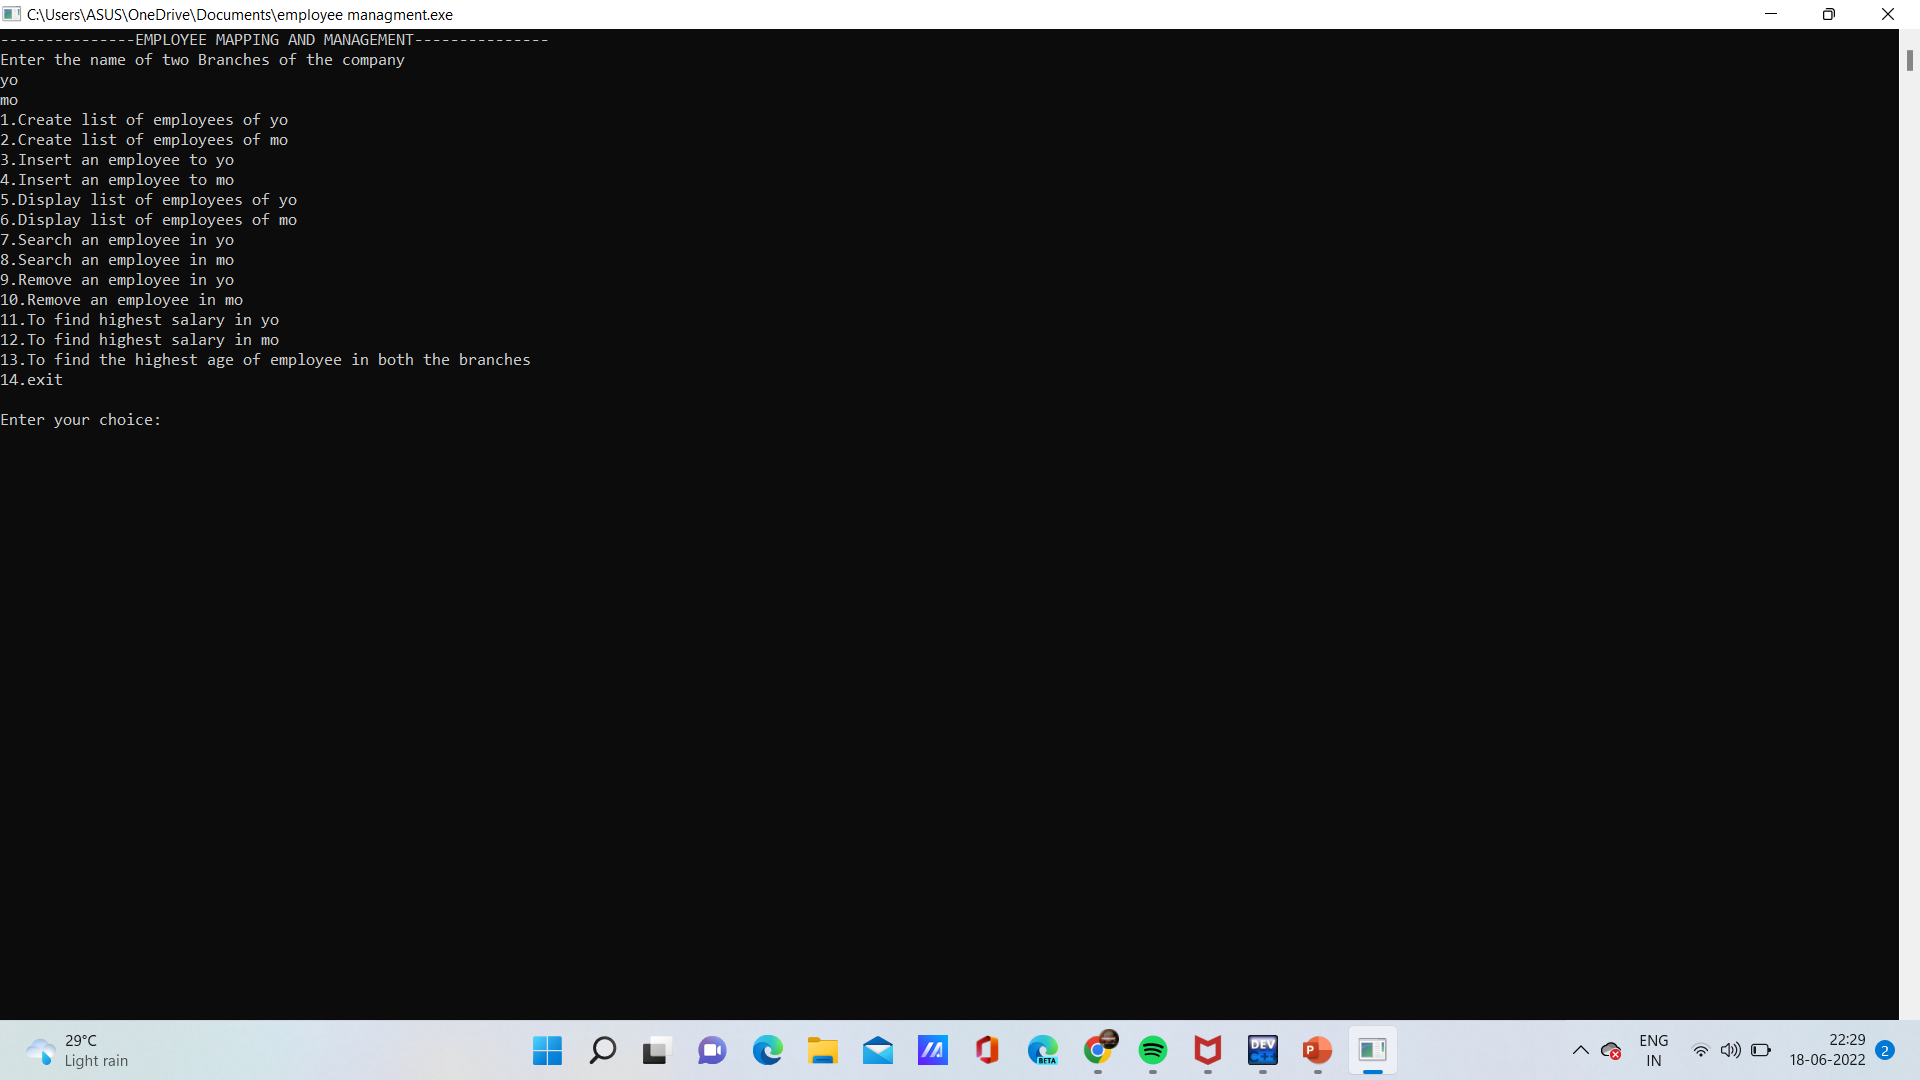 C:\Users\ASUS\OneDrive\Documents\employee managment.exe
---------------EMPLOYEE MAPPING AND MANAGEMENT---------------
Enter the name of two Branches of the company
yo
mo
1.Create list of employees of yo
2.Create list of employees of mo
3.Insert an employee to yo
4.Insert an employee to mo
5.Display list of employees of yo
6.Display list of employees of mo
7.Search an employee in yo
8.Search an employee in mo
9.Remove an employee in yo
10.Remove an employee in mo
11.To find highest salary in yo
12.To find highest salary in mo
13.To find the highest age of employee in both the branches
14.exit
Enter your choice:
29°C
Light rain
BETA
DEV
C++
P
ENG
IN
22:29
18-06-2022
2